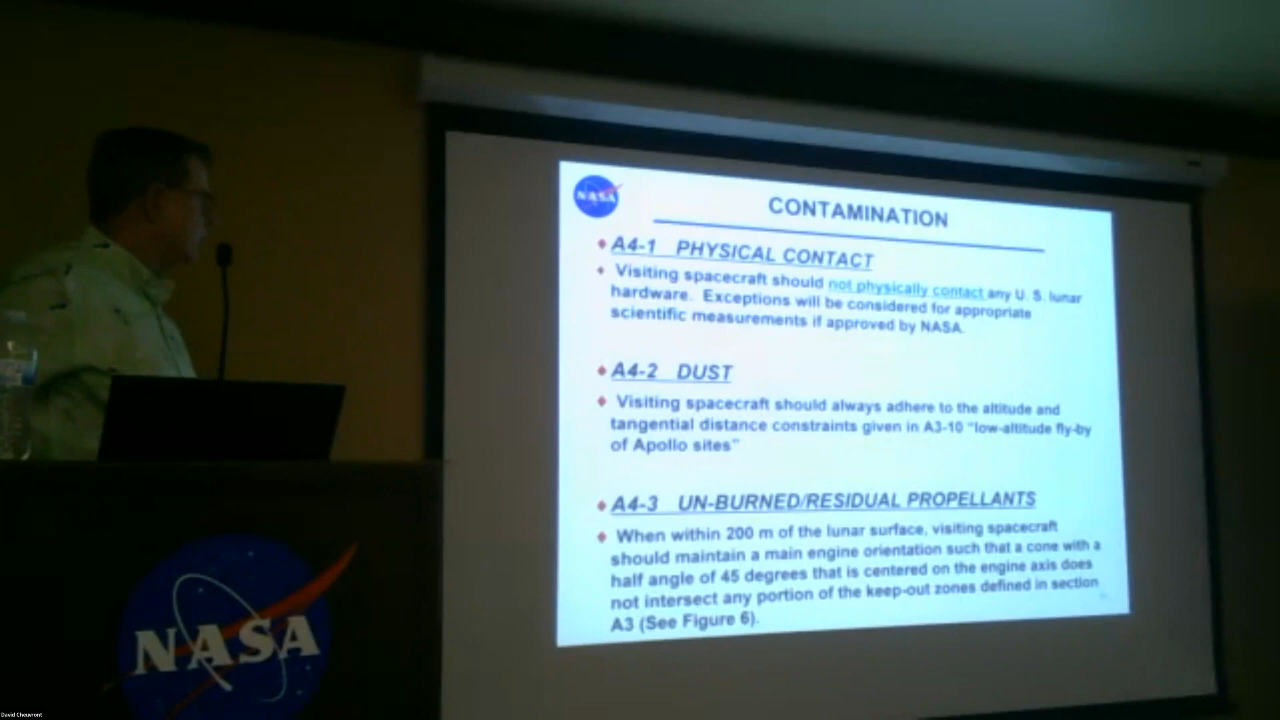 NASA
CONTAMINATION
A4-1 PHYSICAL CONTACT
Visiting spacecraft should not physically contact any U. S. lunar
hardware. Exceptions will be considered for appropriate
scientific measurements if approved by NASA.
A4-2 DUST
Visiting spacecraft should always adhere to the altitude and
tangential distance constraints given in A3-10 "low-altitude fly-by
of Apollo sites"
A4-3 UN-BURNED/RESIDUAL PROPELLANTS
When within 200 m of the lunar surface, visiting spacecraft
should maintain a main engine orientation such that a cone with a
half angle of 45 degrees that is centered on the engine axis does
not intersect any portion of the keep-out zones defined in section
A3 (See Figure 6).
NASA
David Cheuvront